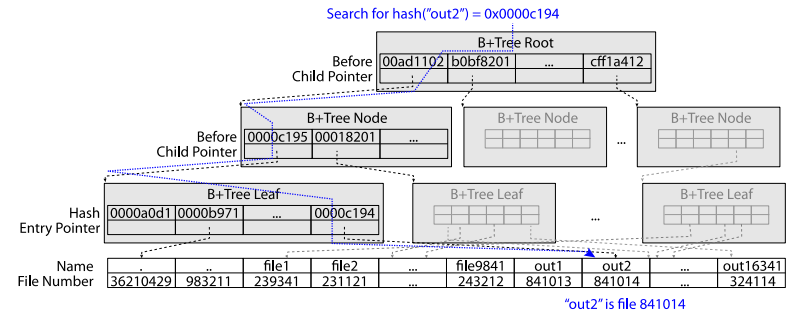 Search for hash("out2") = 0x0000c194
B+Tree Root
Before 00ad1102 b0bf8201 ... cff1a412
Child Pointer
B+Tree Node B+Tree Node B+Tree Node
Before 0000c195 00018201 ...
Child Pointer
...
B+Tree Leaf B+Tree Leaf B+Tree Leaf
Hash 0000a0d1 0000b971 ... 0000c194
Entry Pointer
...
Name . .. file1 file2 ... file9841 out1 out2 ... out16341
File Number 36210429 983211 239341 231121 ... 243212 841013 841014 ... 324114
"out2" is file 841014